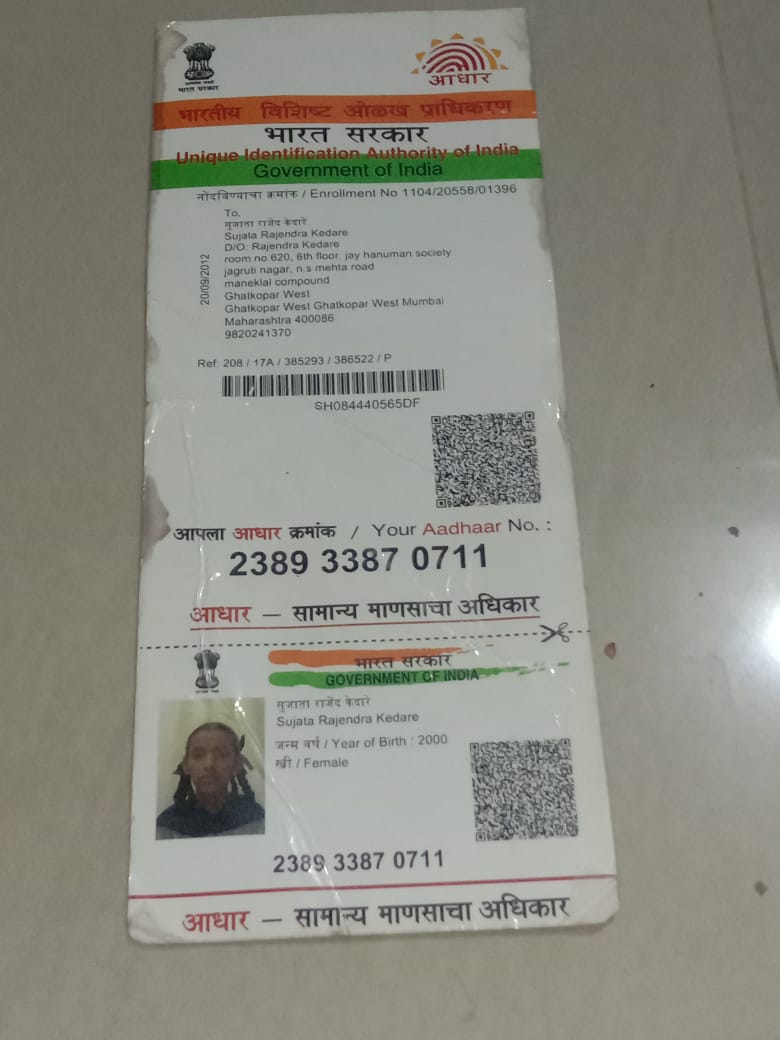 भारत सरकार
आधार
भारतीय विशिष्ट ओळख प्राधिकरण
भारत सरकार
Unique Identification Authority of India
Government of India
नोंदविण्याचा क्रमांक / Enrollment No 1104/20558/01396
To,
सुजाता राजेंद केदारे
Sujata Rajendra Kedare
D/O: Rajendra Kedare
room no 620, 6th floor, jay hanuman society
jagruti nagar, n.s mehta road
maneklal compound
Ghatkopar West
Ghatkopar West Ghatkopar West Mumbai
Maharashtra 400086
9820241370
20/09/2012
Ref: 208 / 17A / 385293 / 386522 / P
SH084440565DF
आपला आधार क्रमांक / Your Aadhaar No. :
2389 3387 0711
आधार — सामान्य माणसाचा अधिकार
भारत सरकार
GOVERNMENT OF INDIA
सुजाता राजेंद केदारे
Sujata Rajendra Kedare
जन्म वर्ष / Year of Birth : 2000
स्त्री / Female
2389 3387 0711
आधार — सामान्य माणसाचा अधिकार